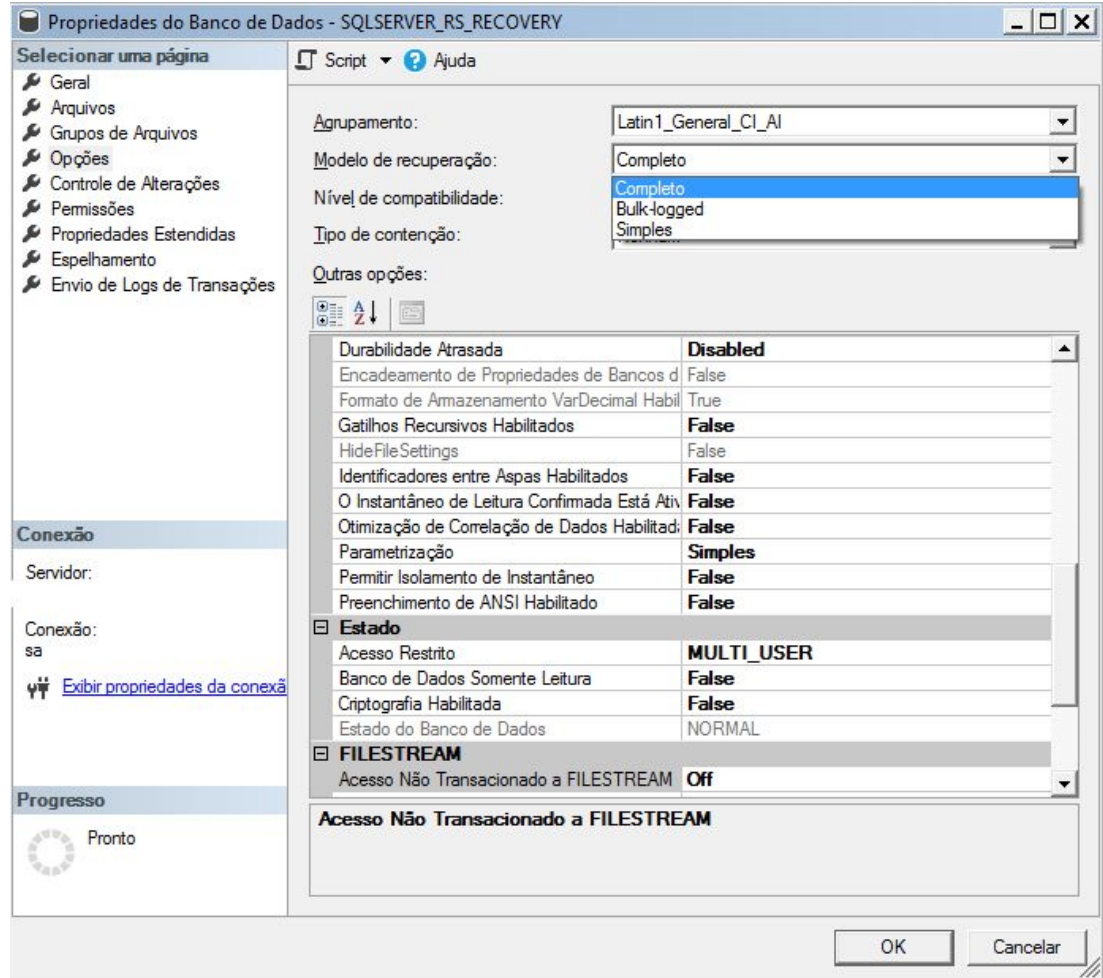 Propriedades do Banco de Dados - SQLSERVER_RS_RECOVERY
Selecionar uma página
Geral
Arquivos
Grupos de Arquivos
Opções
Controle de Alterações
Permissões
Propriedades Estendidas
Espelhamento
Envio de Logs de Transações
Conexão
Servidor:
Conexão:
sa
Exibir propriedades da conexã
Progresso
Pronto
Script
Ajuda
Agrupamento: Latin1_General_CI_AI
Modelo de recuperação: Completo
Completo
Bulk-logged
Simples
Nível de compatibilidade:
Tipo de contenção:
Outras opções:
Durabilidade Atrasada Disabled
Encadeamento de Propriedades de Bancos d False
Formato de Armazenamento VarDecimal Habil True
Gatilhos Recursivos Habilitados False
HideFileSettings False
Identificadores entre Aspas Habilitados False
O Instantâneo de Leitura Confirmada Está Ativ False
Otimização de Correlação de Dados Habilitada False
Parametrização Simples
Permitir Isolamento de Instantâneo False
Preenchimento de ANSI Habilitado False
Estado
Acesso Restrito MULTI_USER
Banco de Dados Somente Leitura False
Criptografia Habilitada False
Estado do Banco de Dados NORMAL
FILESTREAM
Acesso Não Transacionado a FILESTREAM Off
Acesso Não Transacionado a FILESTREAM
OK
Cancelar